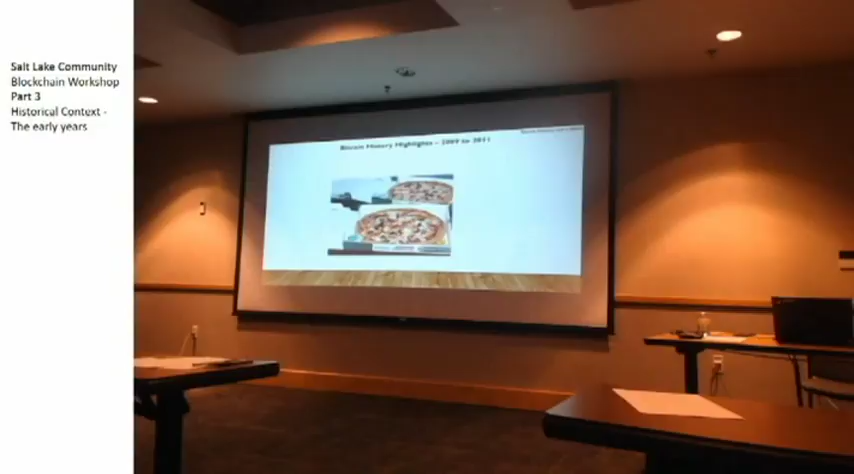 Salt Lake Community
Blockchain Workshop
Part 3
Historical Context -
The early years
Bitcoin History Highlights - 2009 to 2011